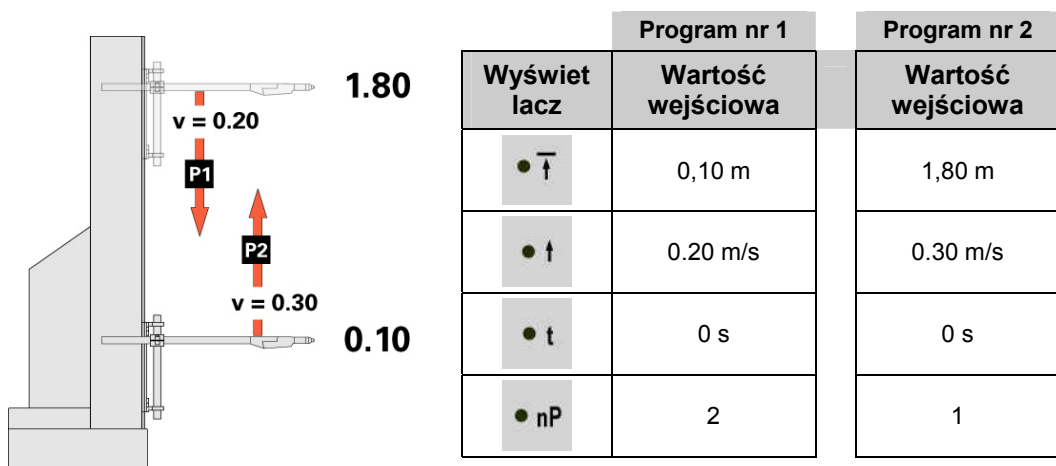 1.80
v = 0.20
P1
P2
v = 0.30
0.10
Program nr 1 Program nr 2
Wyświet
lacz
Wartość
wejściowa
Wartość
wejściowa
0,10 m 1,80 m
0.20 m/s 0.30 m/s
t 0 s 0 s
nP 2 1